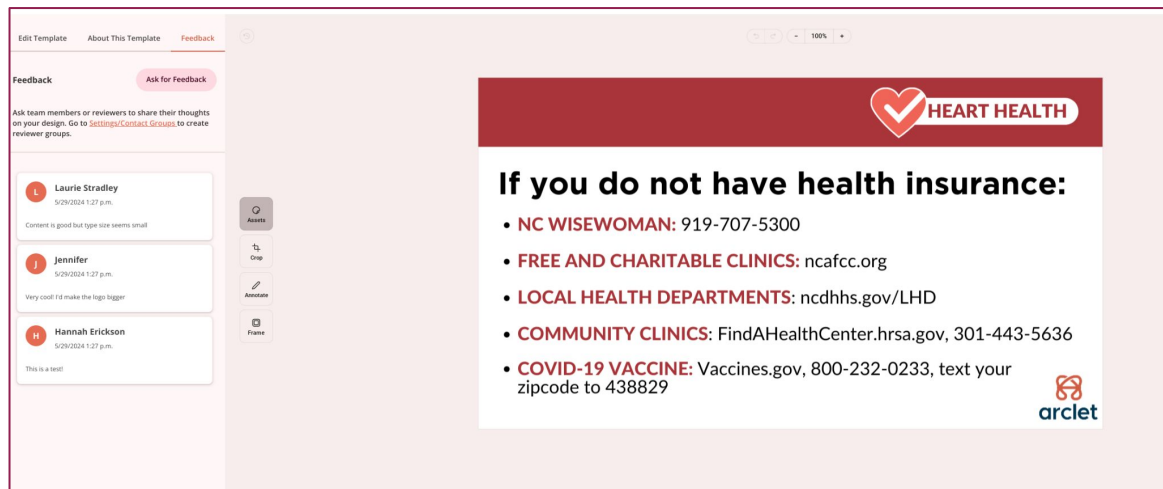 Edit Template About This Template Feedback
Feedback Ask for Feedback
Ask team members or reviewers to share their thoughts
on your design. Go to Settings/Contact Groups to create
reviewer groups.
L Laurie Stradley
5/29/2024 1:27 p.m.
Content is good but type size seems small
J Jennifer
5/29/2024 1:27 p.m.
Very cool! I'd make the logo bigger
H Hannah Erickson
5/29/2024 1:27 p.m.
This is a test!
Assets
Crop
Annotate
Frame
- 100% +
HEART HEALTH
If you do not have health insurance:
• NC WISEWOMAN: 919-707-5300
• FREE AND CHARITABLE CLINICS: ncafcc.org
• LOCAL HEALTH DEPARTMENTS: ncdhhs.gov/LHD
• COMMUNITY CLINICS: FindAHealthCenter.hrsa.gov, 301-443-5636
• COVID-19 VACCINE: Vaccines.gov, 800-232-0233, text your
zipcode to 438829
arclet